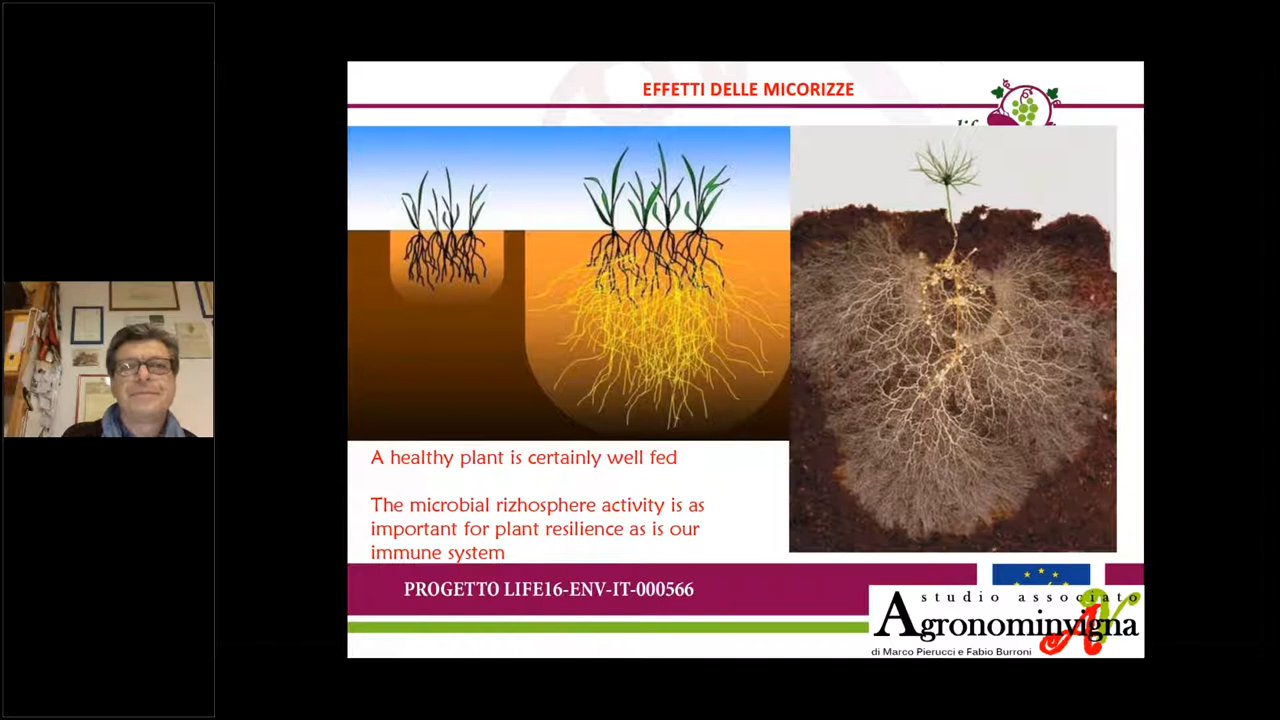 EFFETTI DELLE MICORIZZE
A healthy plant is certainly well fed
The microbial rizhosphere activity is as
important for plant resilience as is our
immune system
PROGETTO LIFE16-ENV-IT-000566
studio associato
Agronominvigna
di Marco Pierucci e Fabio Burroni